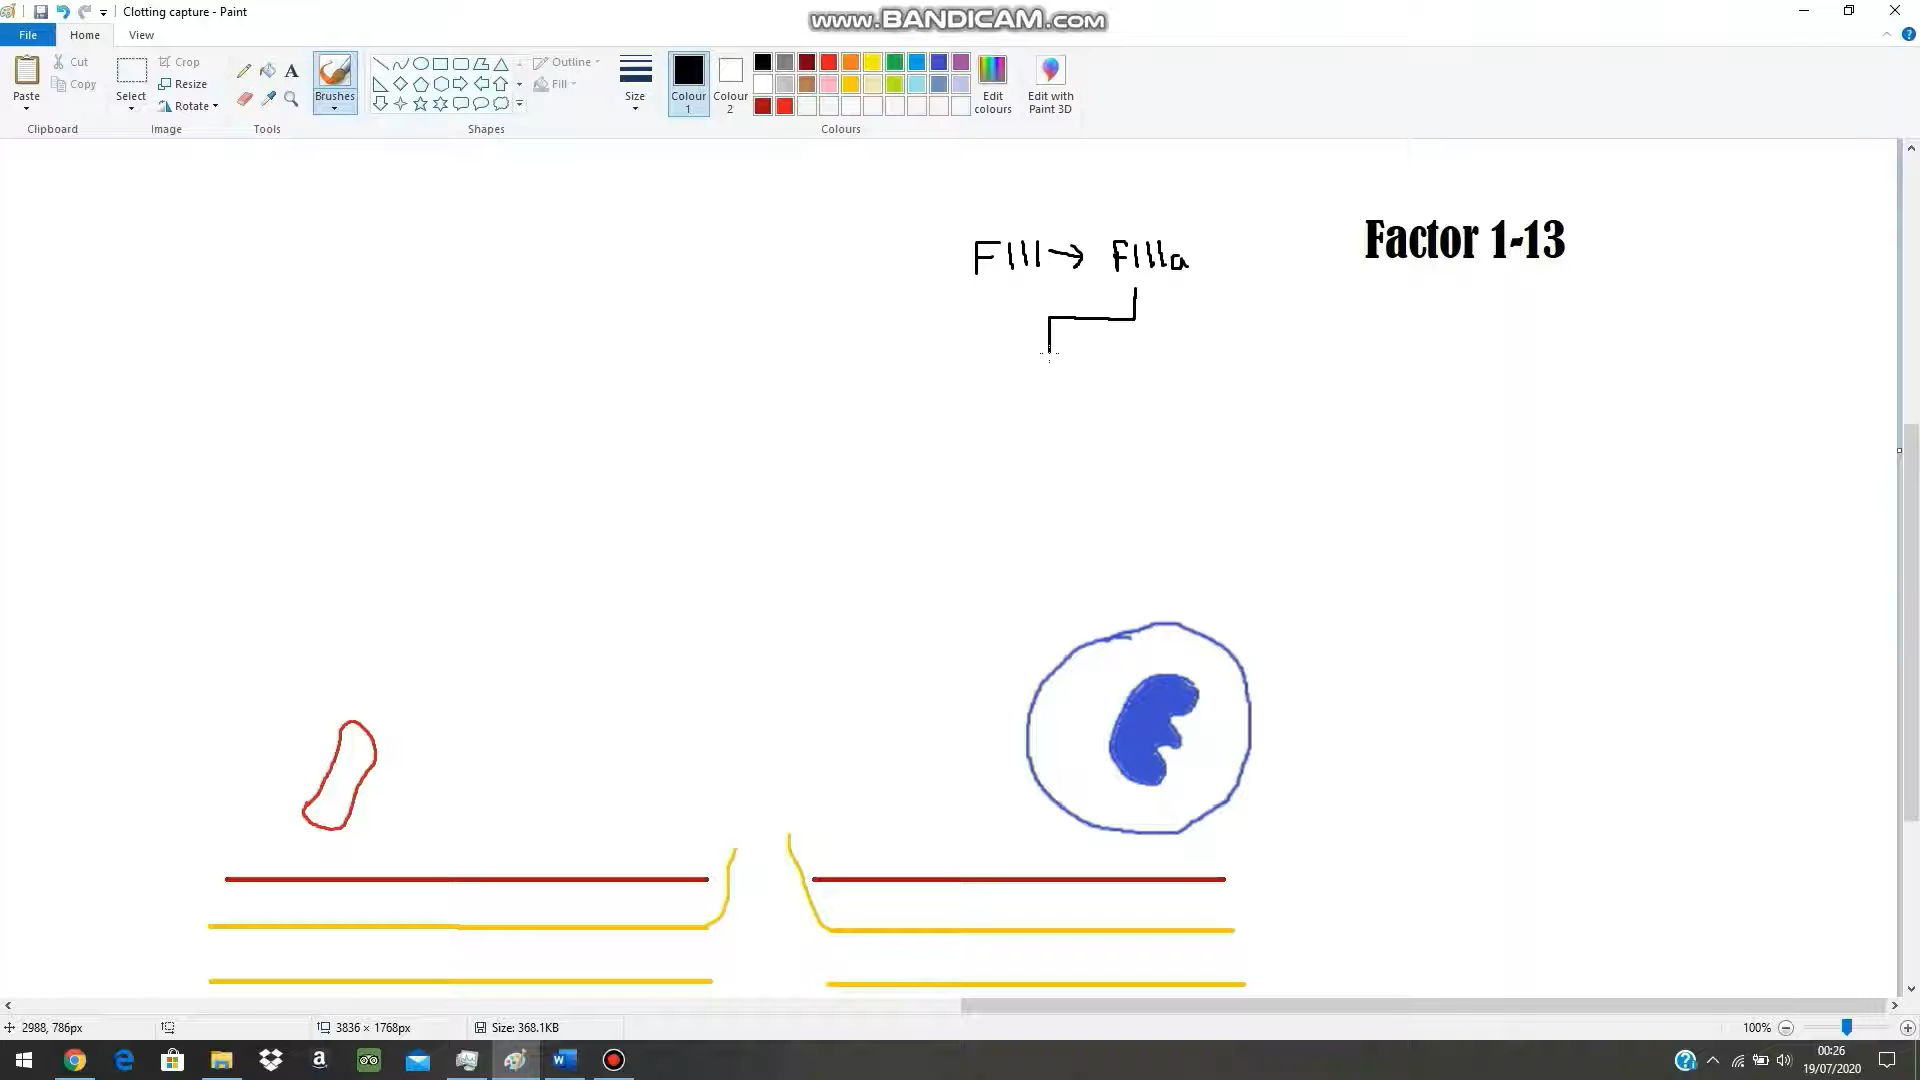 Clotting capture - Paint
www.BANDICAM.com
File Home View
Paste
Cut
Copy
Clipboard
Select
Crop
Resize
Rotate
Image
A
Tools
Brushes
Outline
Fill
Shapes
Size
Colour 1
Colour 2
Edit colours
Edit with Paint 3D
Colours
FIII → FIIIa
Factor 1-13
2988, 786px
3836 × 1768px
Size: 368.1KB
100%
00:26
19/07/2020